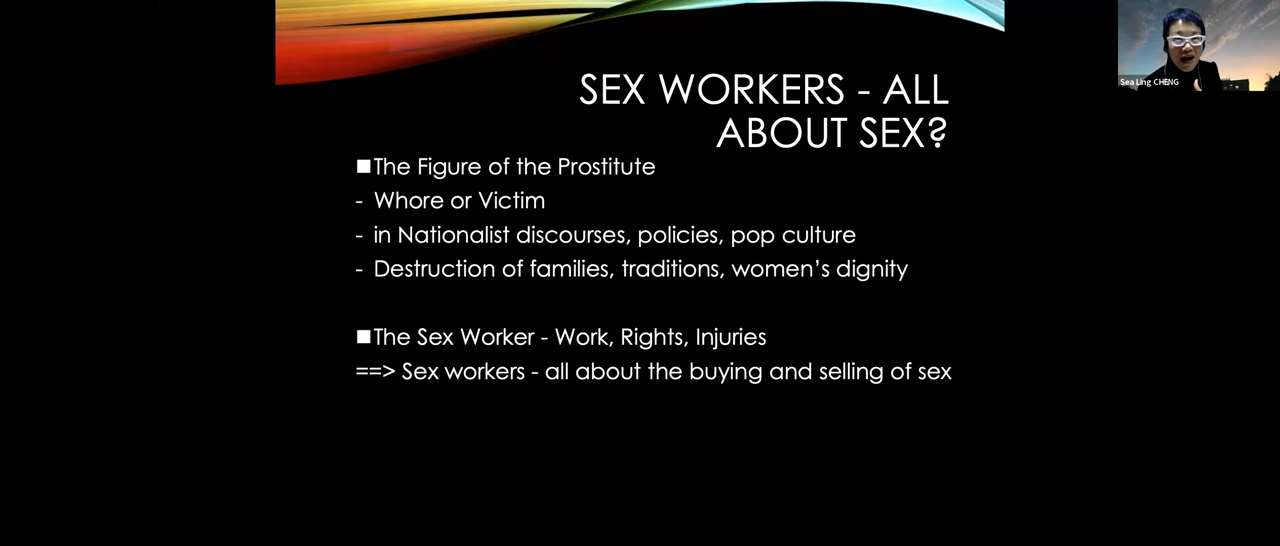 Sea Ling CHENG
SEX WORKERS - ALL
ABOUT SEX?
■The Figure of the Prostitute
- Whore or Victim
- in Nationalist discourses, policies, pop culture
- Destruction of families, traditions, women’s dignity
■The Sex Worker - Work, Rights, Injuries
==> Sex workers - all about the buying and selling of sex